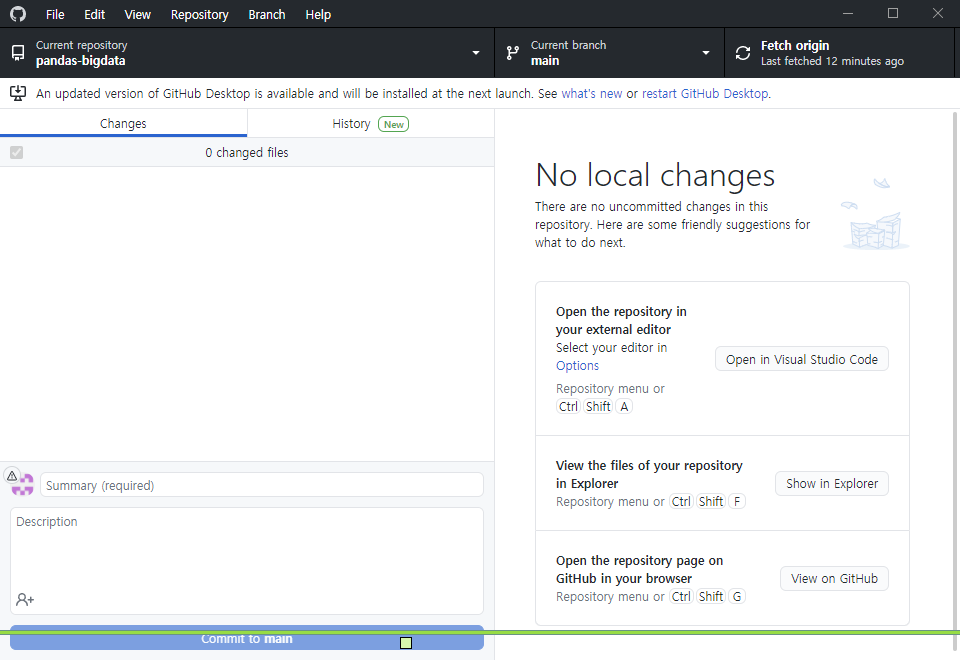 File Edit View Repository Branch Help
Current repository
pandas-bigdata
Current branch
main
Fetch origin
Last fetched 12 minutes ago
An updated version of GitHub Desktop is available and will be installed at the next launch. See what's new or restart GitHub Desktop.
Changes
History New
0 changed files
Summary (required)
Description
Commit to main
No local changes
There are no uncommitted changes in this
repository. Here are some friendly suggestions for
what to do next.
Open the repository in
your external editor
Select your editor in
Options
Repository menu or
Ctrl Shift A
Open in Visual Studio Code
View the files of your repository
in Explorer
Repository menu or Ctrl Shift F
Show in Explorer
Open the repository page on
GitHub in your browser
Repository menu or Ctrl Shift G
View on GitHub